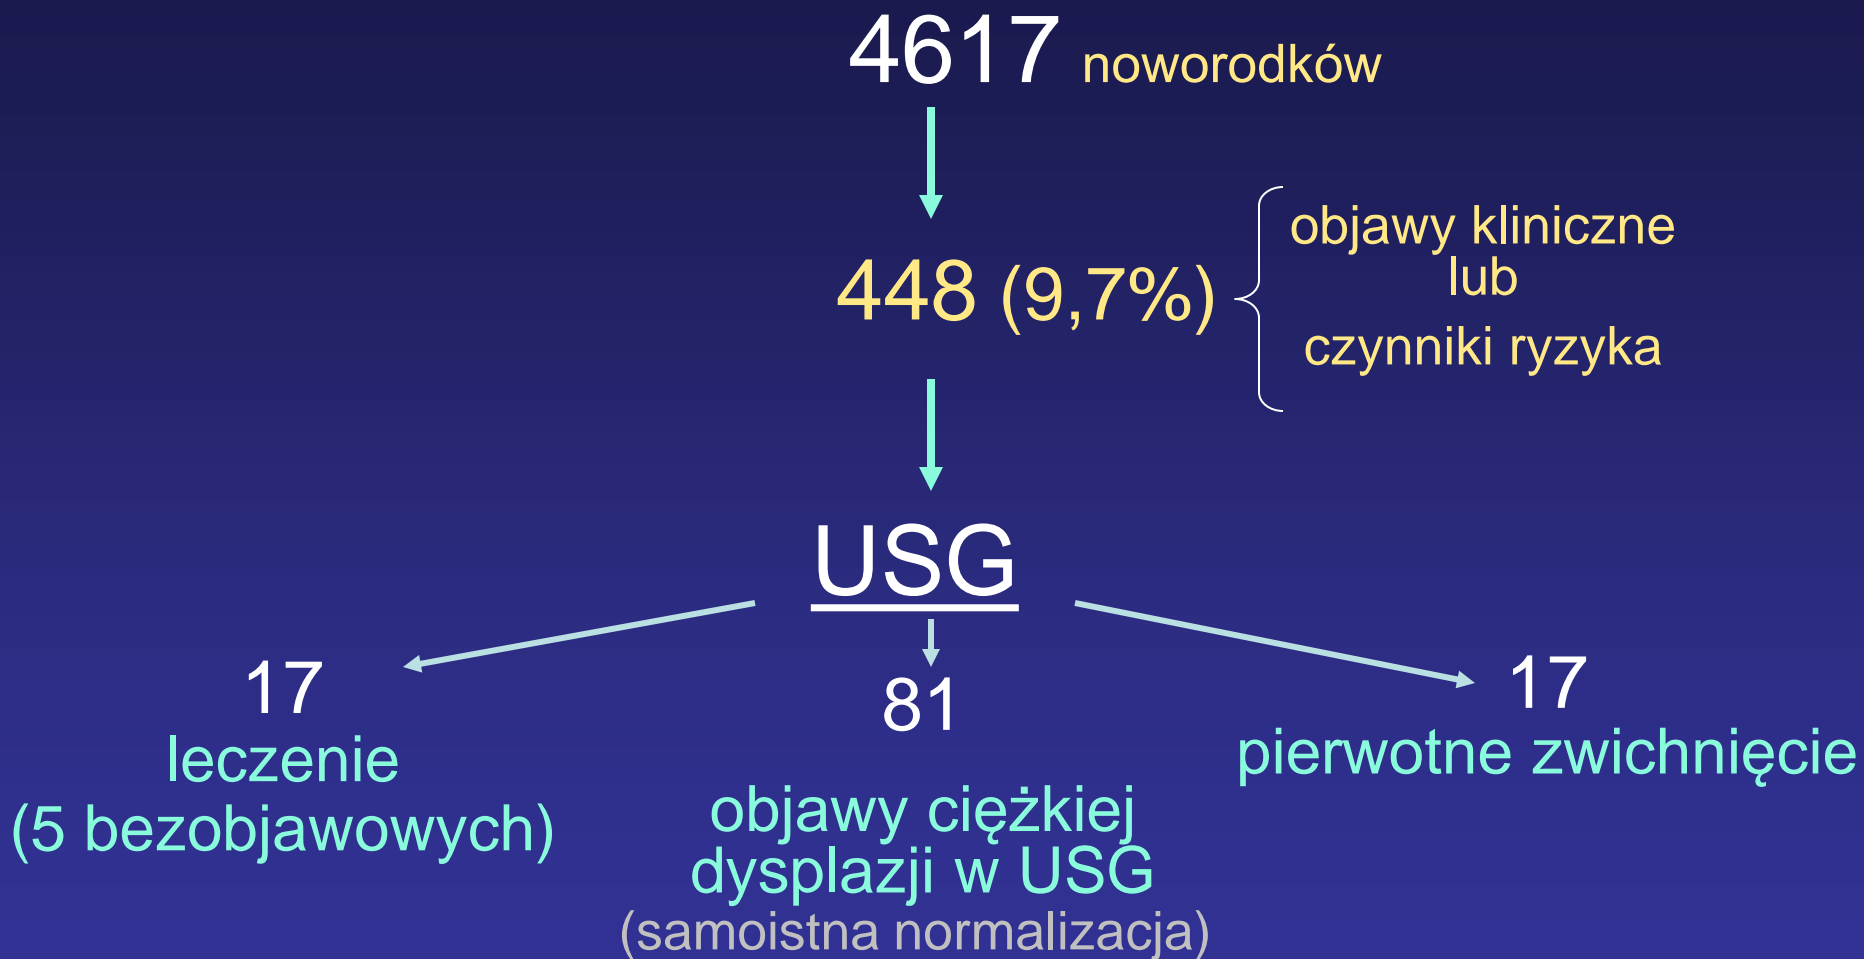 4617 noworodków
448 (9,7%)
objawy kliniczne
lub
czynniki ryzyka
USG
17
leczenie
(5 bezobjawowych)
81
objawy ciężkiej
dysplazji w USG
(samoistna normalizacja)
17
pierwotne zwichnięcie